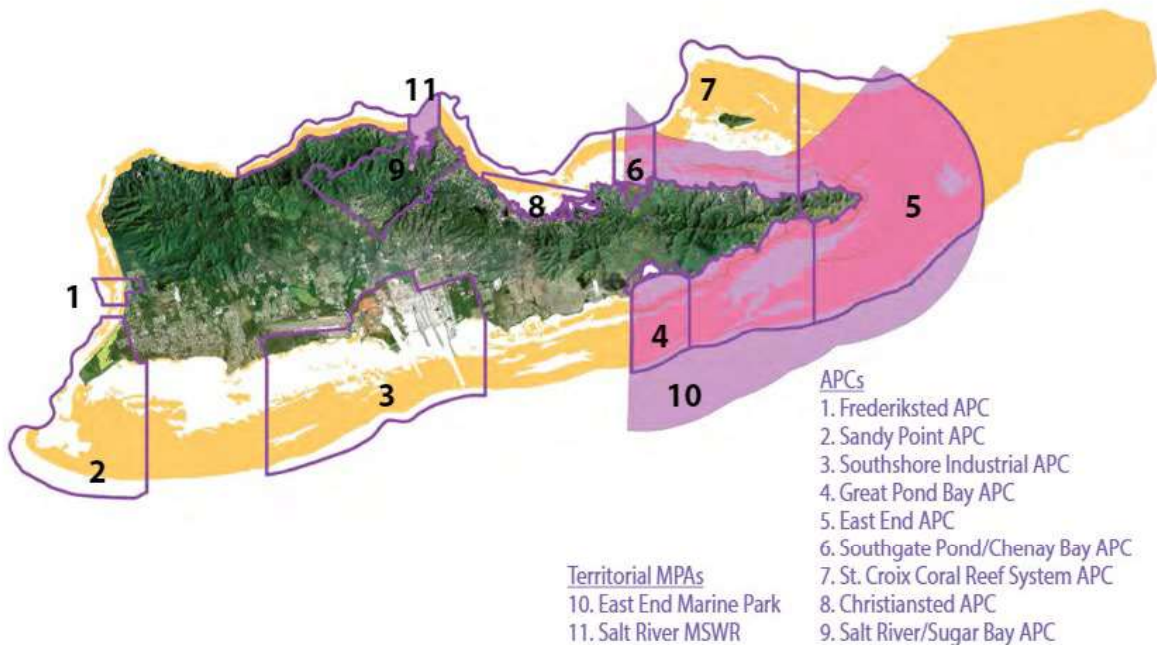 11
7
9
6
8
5
1
4
3
10
2
APCs
1. Frederiksted APC
2. Sandy Point APC
3. Southshore Industrial APC
4. Great Pond Bay APC
5. East End APC
6. Southgate Pond/Chenay Bay APC
7. St. Croix Coral Reef System APC
8. Christiansted APC
9. Salt River/Sugar Bay APC
Territorial MPAs
10. East End Marine Park
11. Salt River MSWR